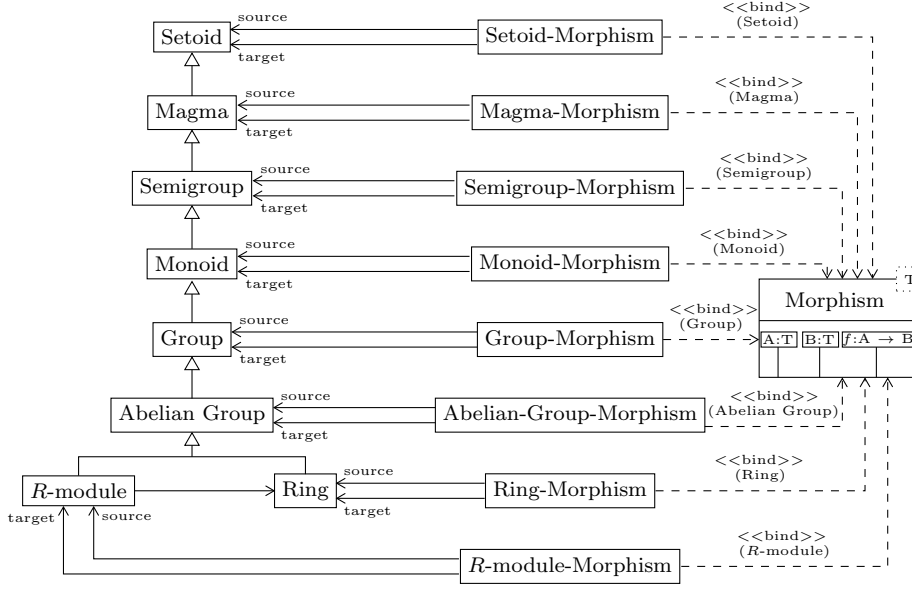 source
<<bind>>
(Setoid)
Setoid
Setoid-Morphism
target
source
<<bind>>
(Magma)
Magma
Magma-Morphism
target
source
<<bind>>
(Semigroup)
Semigroup
Semigroup-Morphism
target
source
<<bind>>
(Monoid)
Monoid
Monoid-Morphism
target
T
Morphism
source
<<bind>>
(Group)
Group
Group-Morphism
target
A:T
B:T
f:A → B
source
<<bind>>
(Abelian Group)
Abelian Group
Abelian-Group-Morphism
target
source
<<bind>>
(Ring)
R-module
Ring
Ring-Morphism
target
target
source
<<bind>>
(R-module)
R-module-Morphism